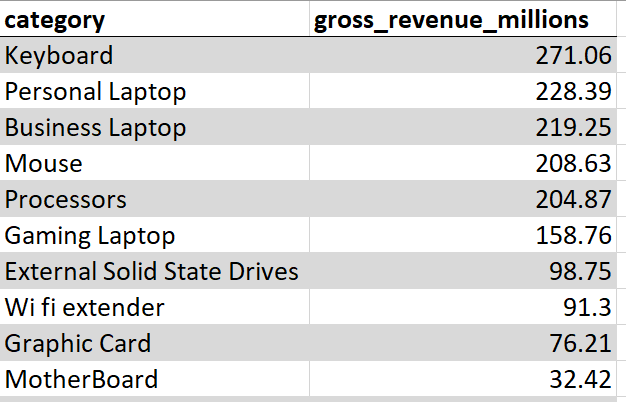 category gross_revenue_millions
Keyboard 271.06
Personal Laptop 228.39
Business Laptop 219.25
Mouse 208.63
Processors 204.87
Gaming Laptop 158.76
External Solid State Drives 98.75
Wi fi extender 91.3
Graphic Card 76.21
MotherBoard 32.42